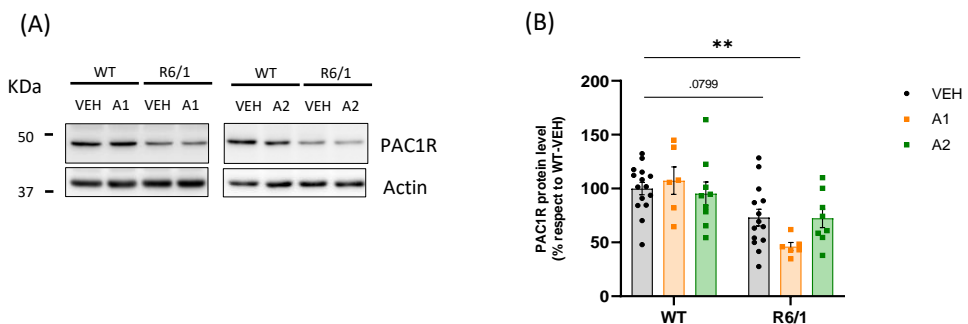 (A)
WT R6/1 WT R6/1
KDa
VEH A1 VEH A1 VEH A2 VEH A2
50
PAC1R
37
Actin
(B)
**
.0799
PAC1R protein level
(% respect to WT-VEH)
200
150
100
50
0
WT R6/1
VEH
A1
A2